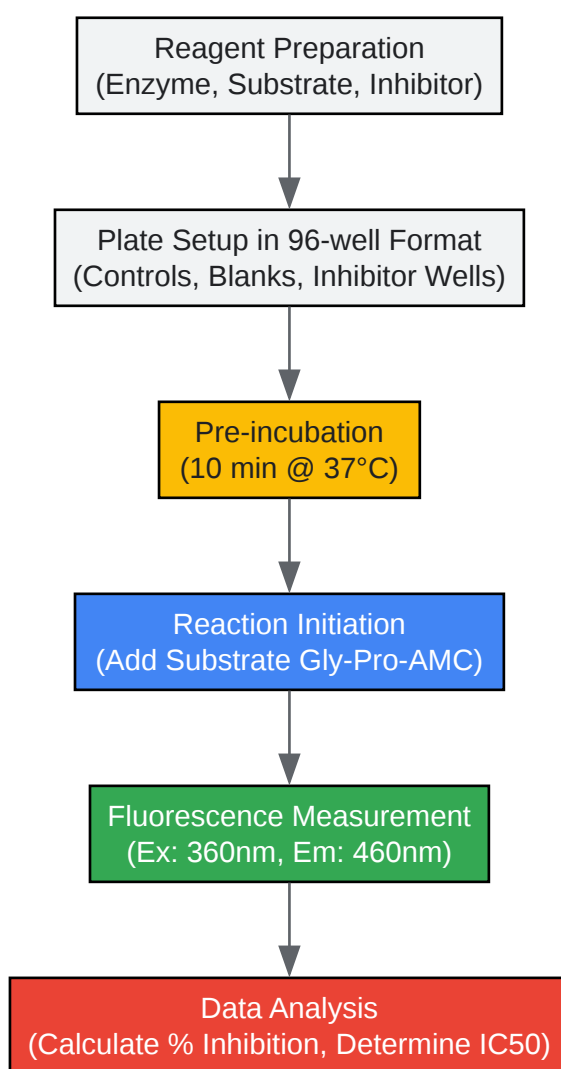 Reagent Preparation
(Enzyme, Substrate, Inhibitor)
Plate Setup in 96-well Format
(Controls, Blanks, Inhibitor Wells)
Pre-incubation
(10 min @ 37°C)
Reaction Initiation
(Add Substrate Gly-Pro-AMC)
Fluorescence Measurement
(Ex: 360nm, Em: 460nm)
Data Analysis
(Calculate % Inhibition, Determine IC50)